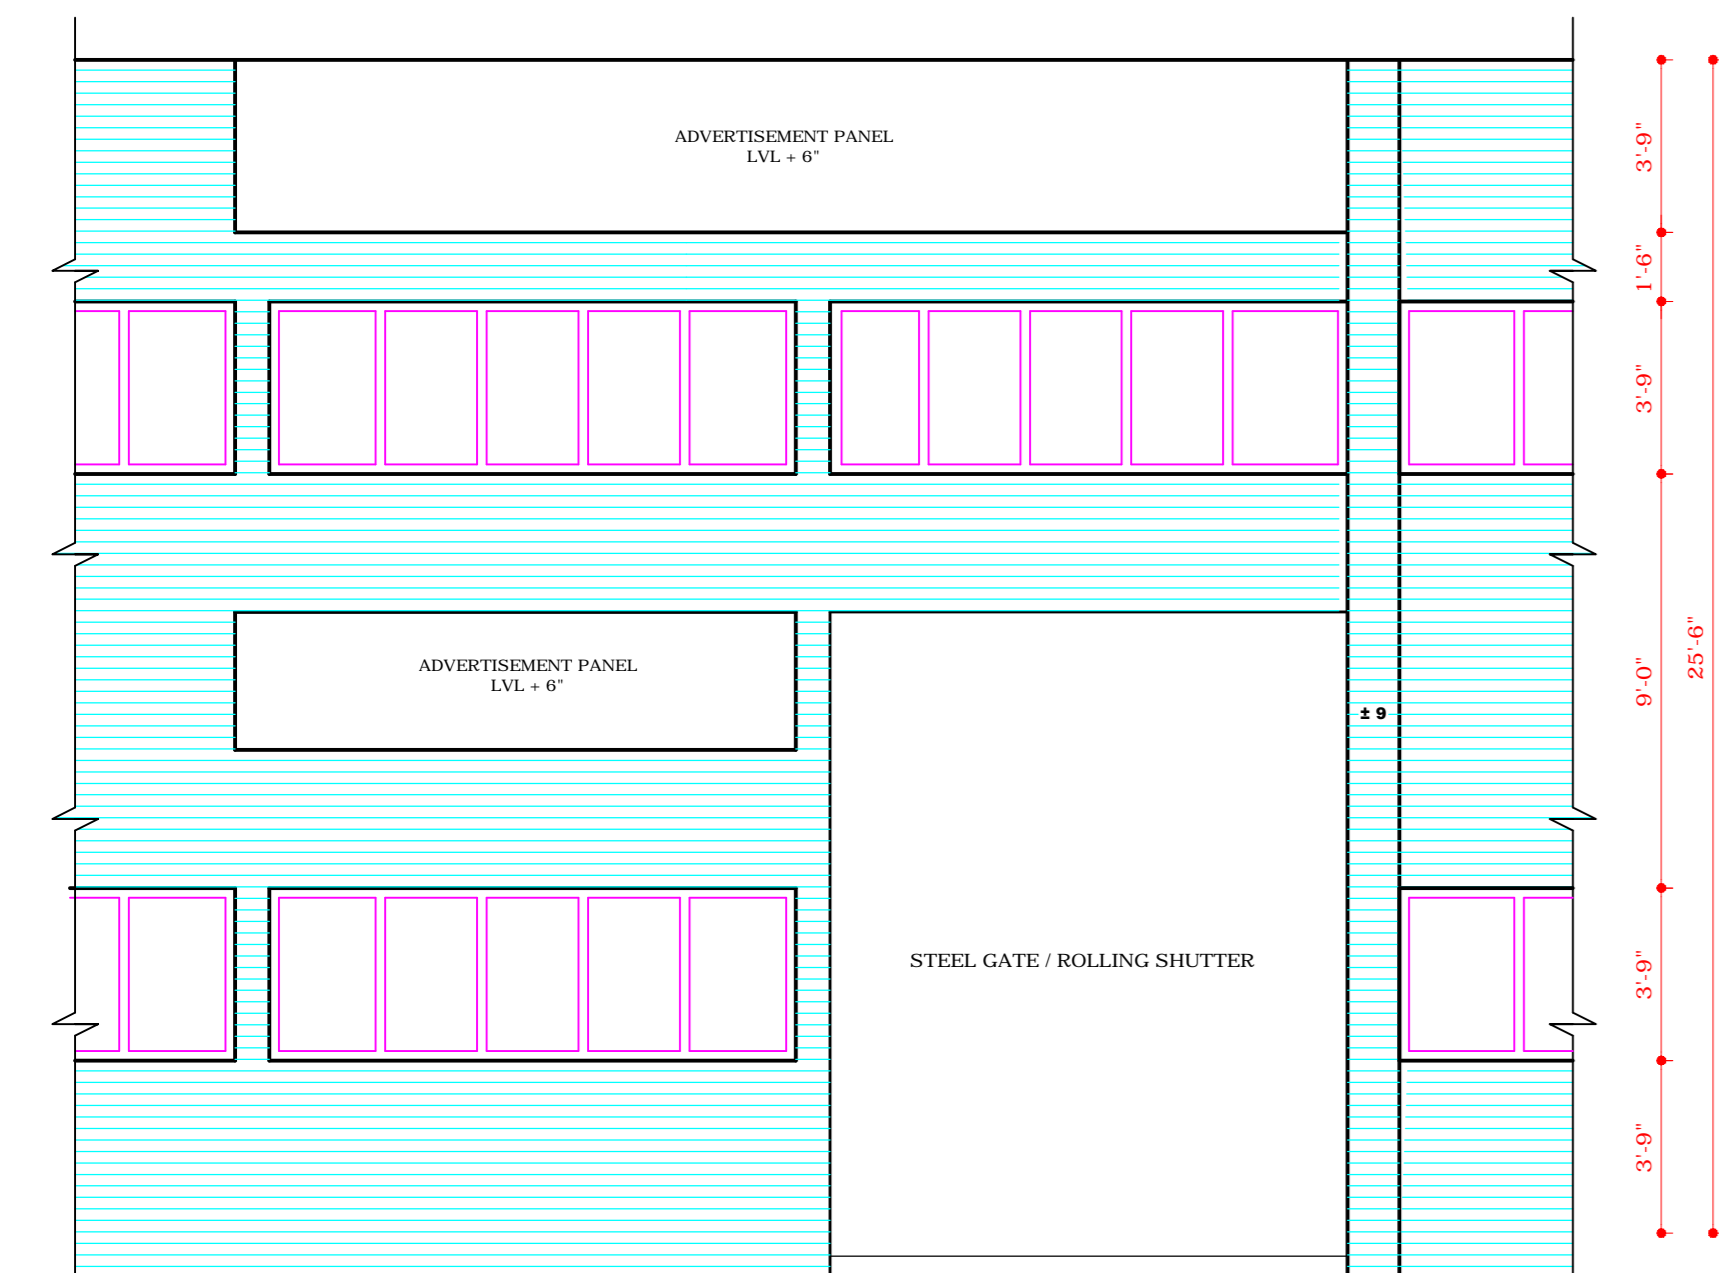 ADVERTISEMENT PANEL
LVL + 6"
3'-9"
1'-6"
3'-9"
ADVERTISEMENT PANEL
LVL + 6"
± 9
9'-0"
25'-6"
STEEL GATE / ROLLING SHUTTER
3'-9"
3'-9"